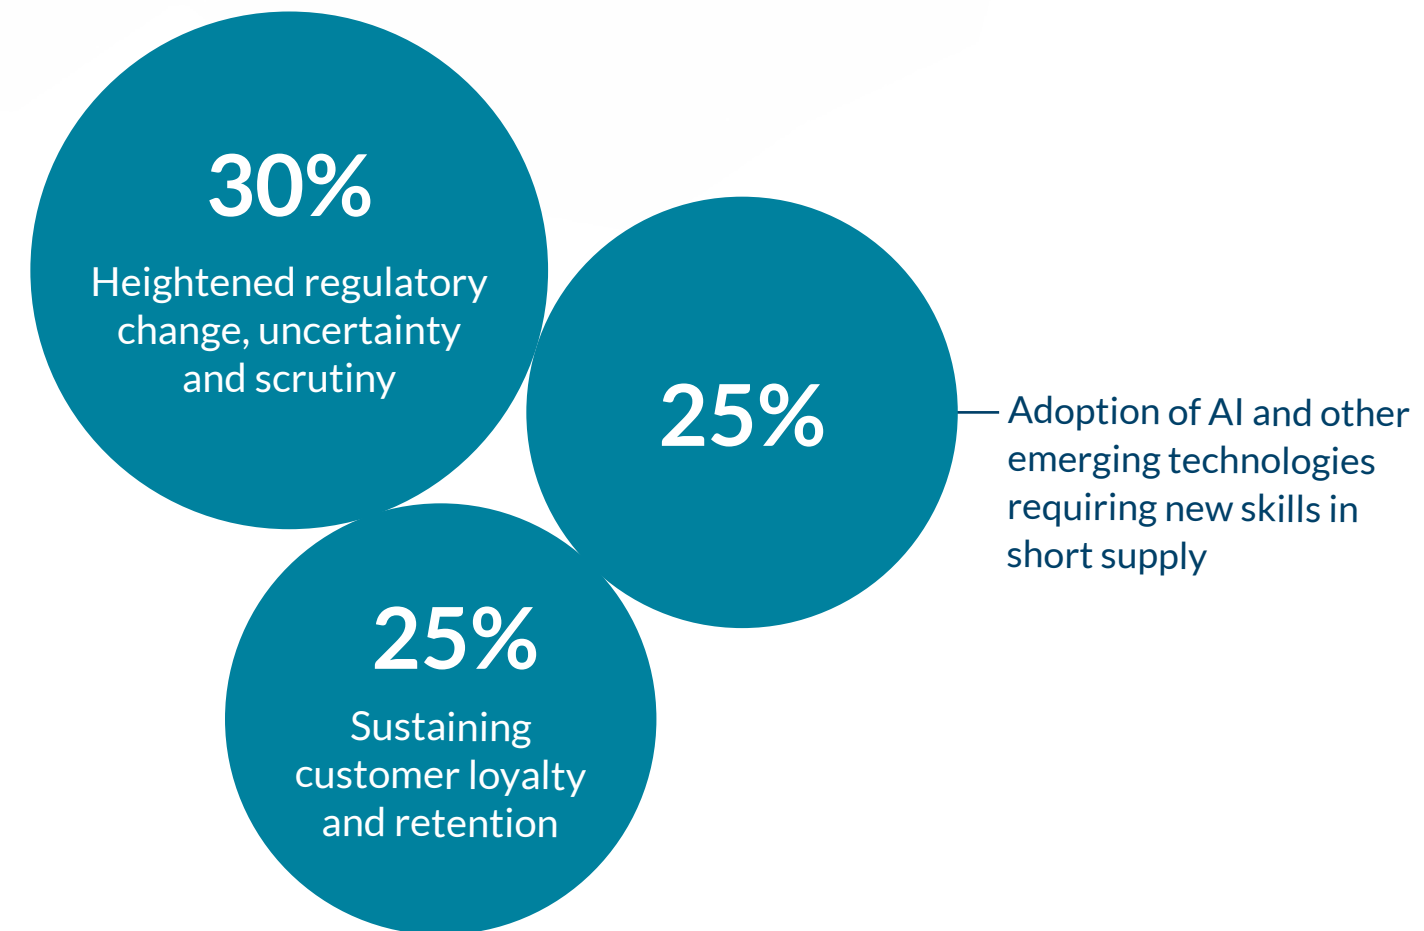 30%
Heightened regulatory
change, uncertainty
and scrutiny
25%
Adoption of AI and other
emerging technologies
requiring new skills in
short supply
25%
Sustaining
customer loyalty
and retention